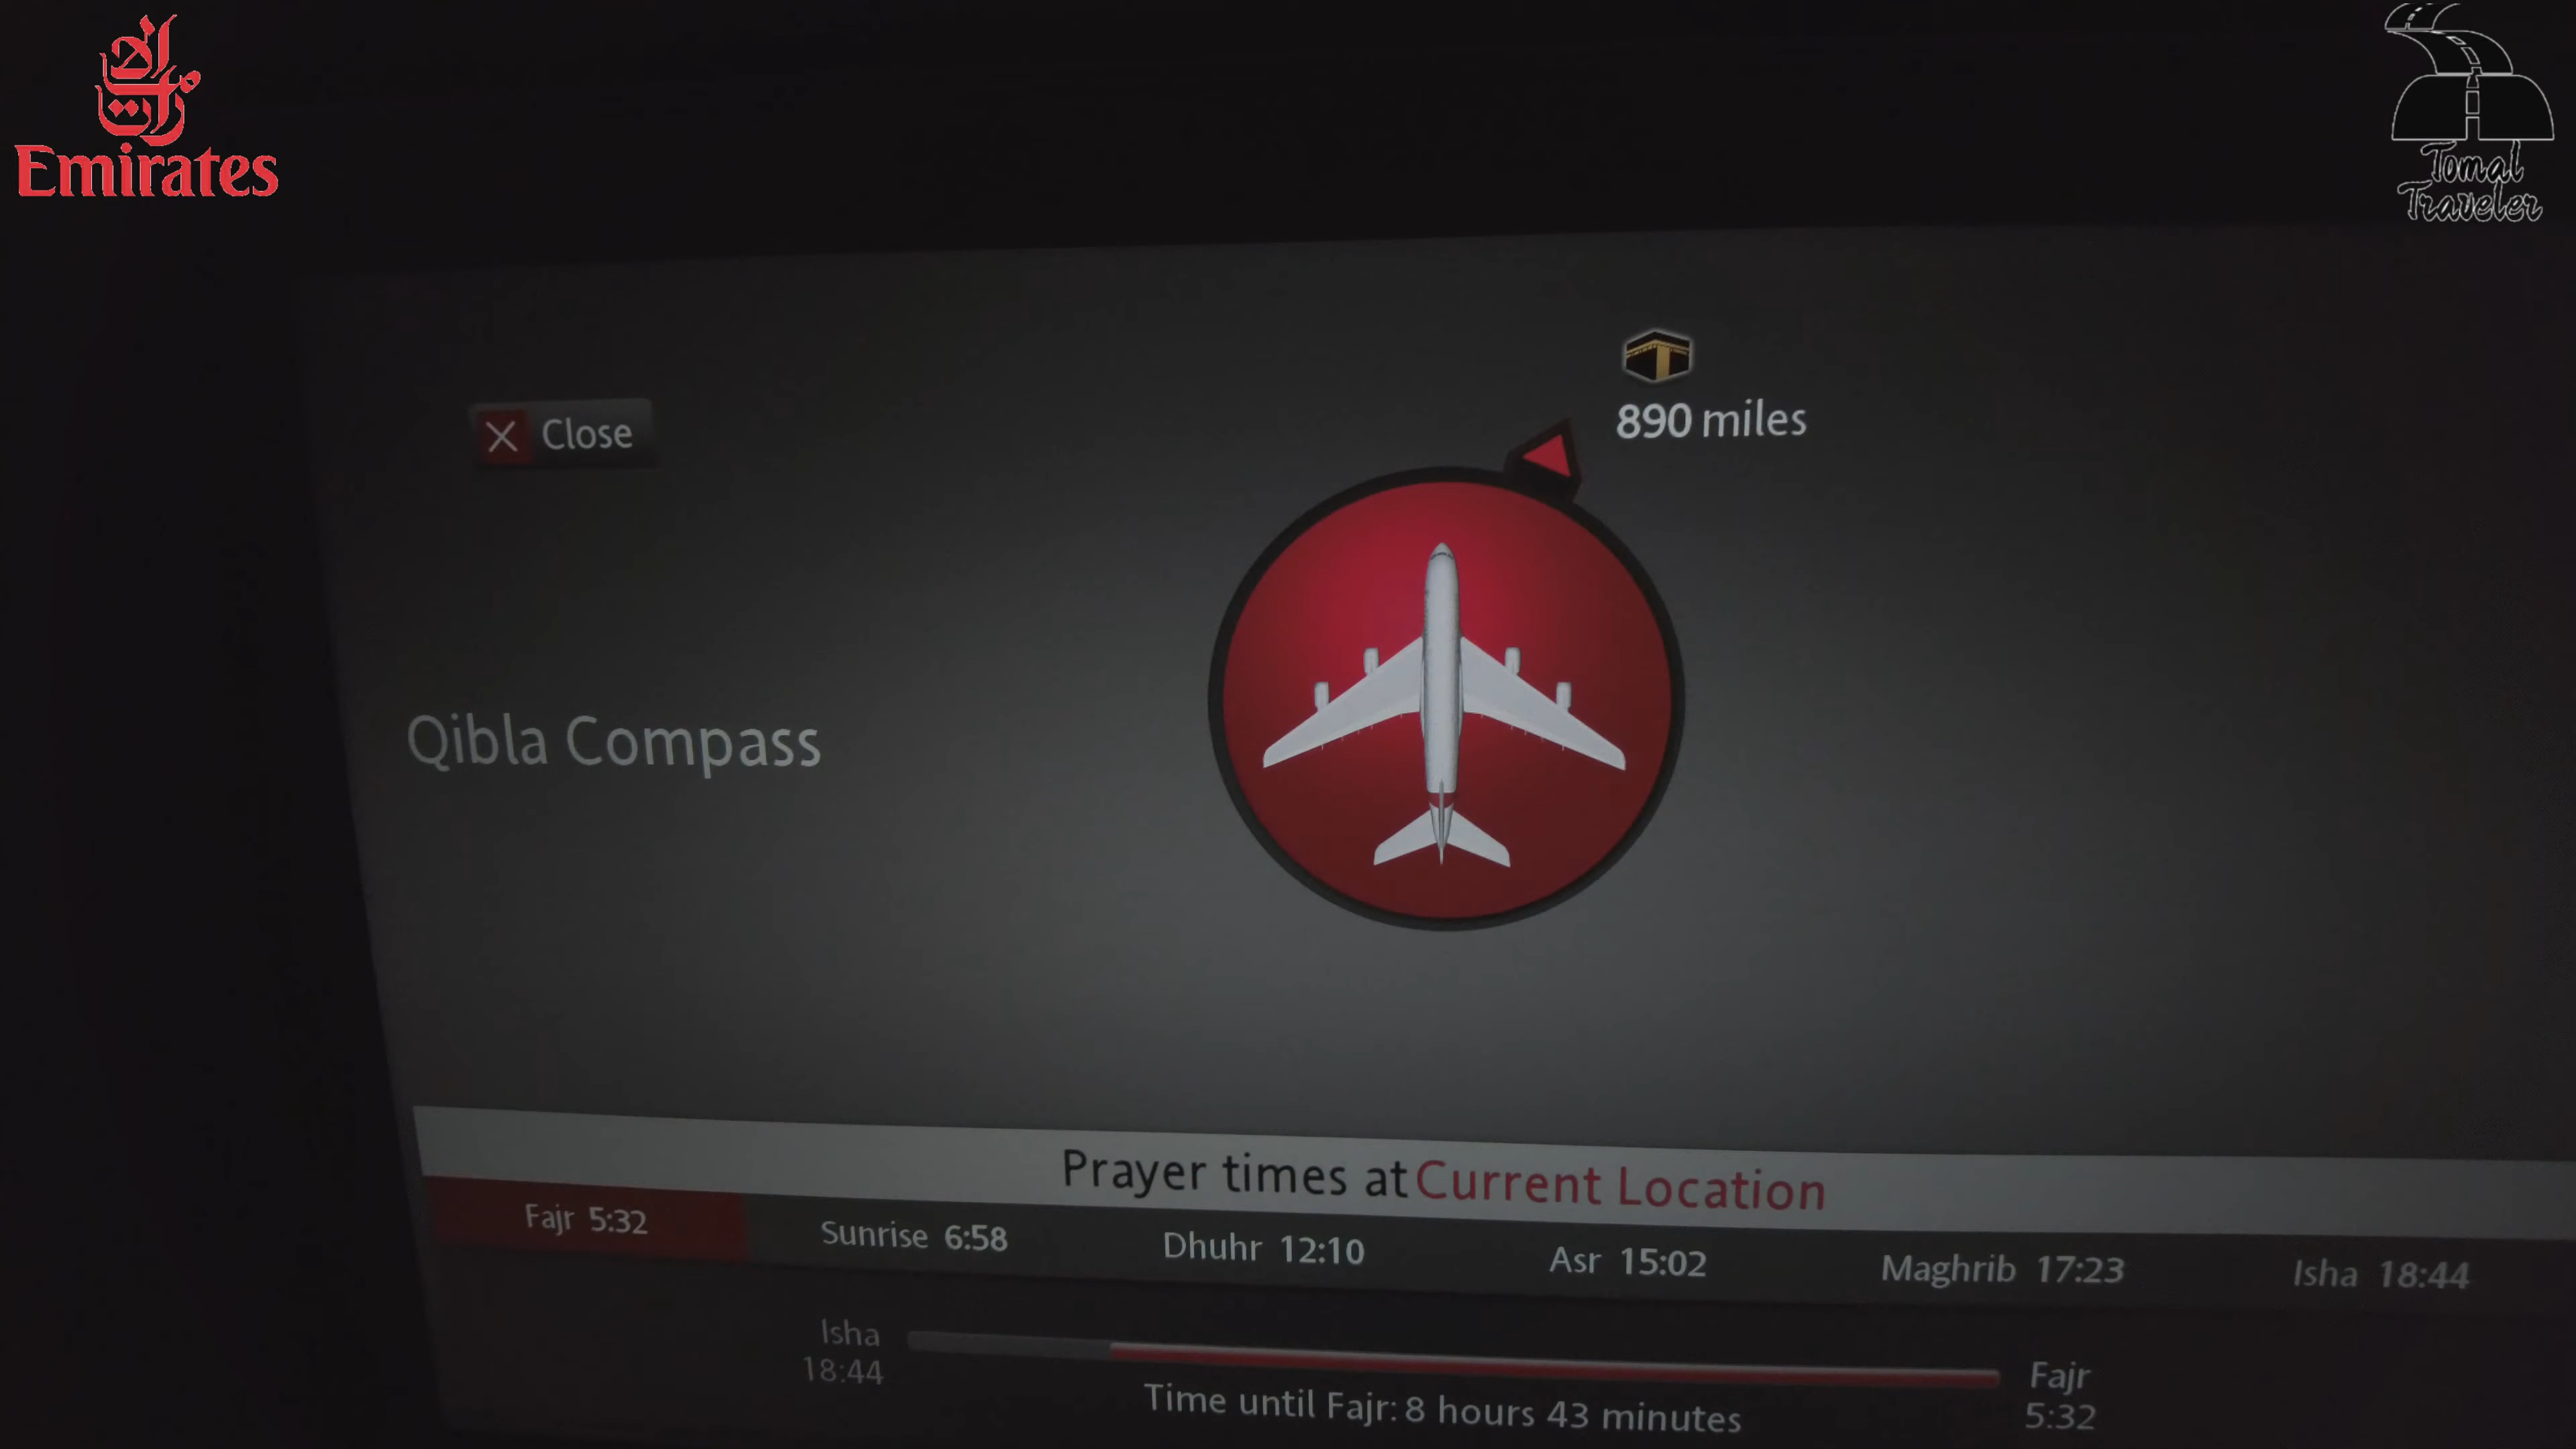 امارات
Emirates
Tomal
Traveler
890 miles
Close
Qibla Compass
Prayer times at Current Location
Fajr 5:32 Sunrise 6:58 Dhuhr 12:10 Asr 15:02 Maghrib 17:23 Isha 18:44
Isha
18:44
Time until Fajr: 8 hours 43 minutes
Fajr
5:32